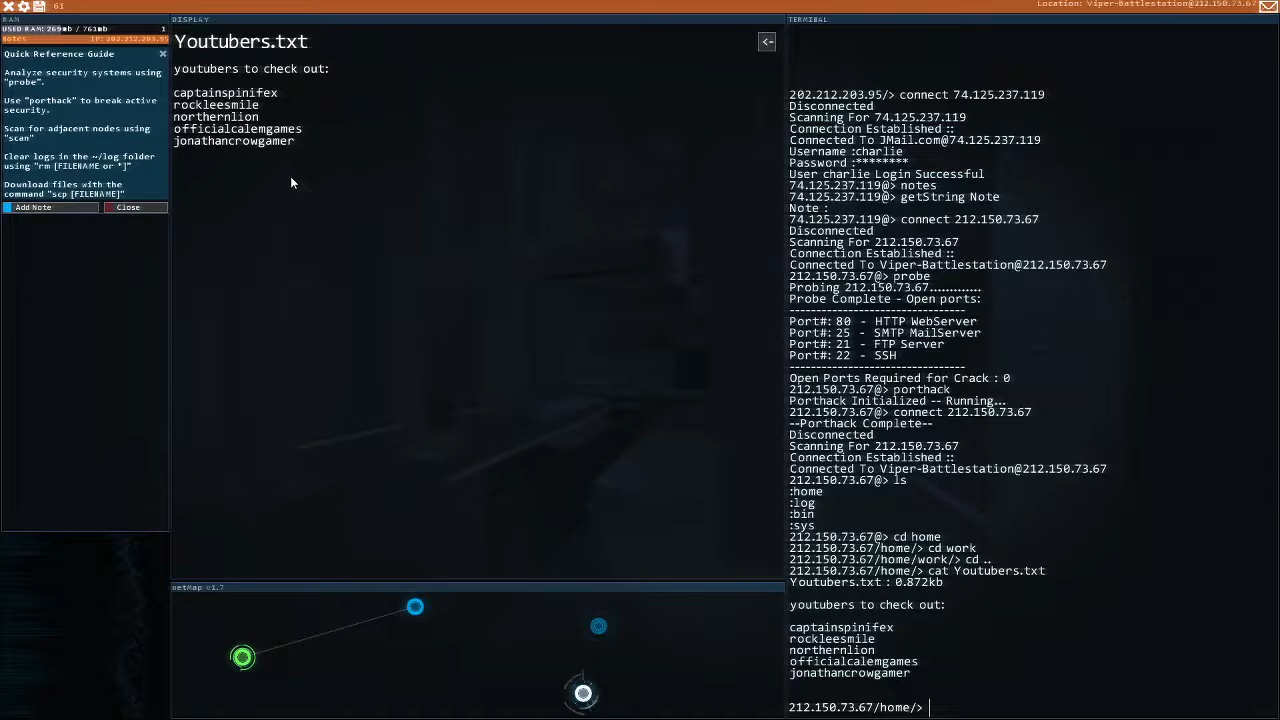 61
Location: Viper-Battlestation@212.150.73.67
RAM
USED RAM: 269mb / 761mb
1
notes
IP: 202.212.203.95
Quick Reference Guide
Analyze security systems using
"probe".
Use "porthack" to break active
security.
Scan for adjacent nodes using
"scan"
Clear logs in the ~/log folder
using "rm [FILENAME or *]"
Download files with the
command "scp [FILENAME]"
Add Note
Close
DISPLAY
Youtubers.txt
<-
youtubers to check out:
captainspinifex
rockleesmile
northernlion
officialcalemgames
jonathancrowgamer
netMap v1.7
TERMINAL
202.212.203.95/> connect 74.125.237.119
Disconnected
Scanning For 74.125.237.119
Connection Established ::
Connected To JMail.com@74.125.237.119
Username :charlie
Password :********
User charlie Login Successful
74.125.237.119@> notes
74.125.237.119@> getString Note
Note :
74.125.237.119@> connect 212.150.73.67
Disconnected
Scanning For 212.150.73.67
Connection Established ::
Connected To Viper-Battlestation@212.150.73.67
212.150.73.67@> probe
Probing 212.150.73.67.............
Probe Complete - Open ports:
---------------------------------
Port#: 80 - HTTP WebServer
Port#: 25 - SMTP MailServer
Port#: 21 - FTP Server
Port#: 22 - SSH
---------------------------------
Open Ports Required for Crack : 0
212.150.73.67@> porthack
Porthack Initialized -- Running...
212.150.73.67@> connect 212.150.73.67
--Porthack Complete--
Disconnected
Scanning For 212.150.73.67
Connection Established ::
Connected To Viper-Battlestation@212.150.73.67
212.150.73.67@> ls
:home
:log
:bin
:sys
212.150.73.67@> cd home
212.150.73.67/home/> cd work
212.150.73.67/home/work/> cd ..
212.150.73.67/home/> cat Youtubers.txt
Youtubers.txt : 0.872kb
youtubers to check out:
captainspinifex
rockleesmile
northernlion
officialcalemgames
jonathancrowgamer
212.150.73.67/home/>